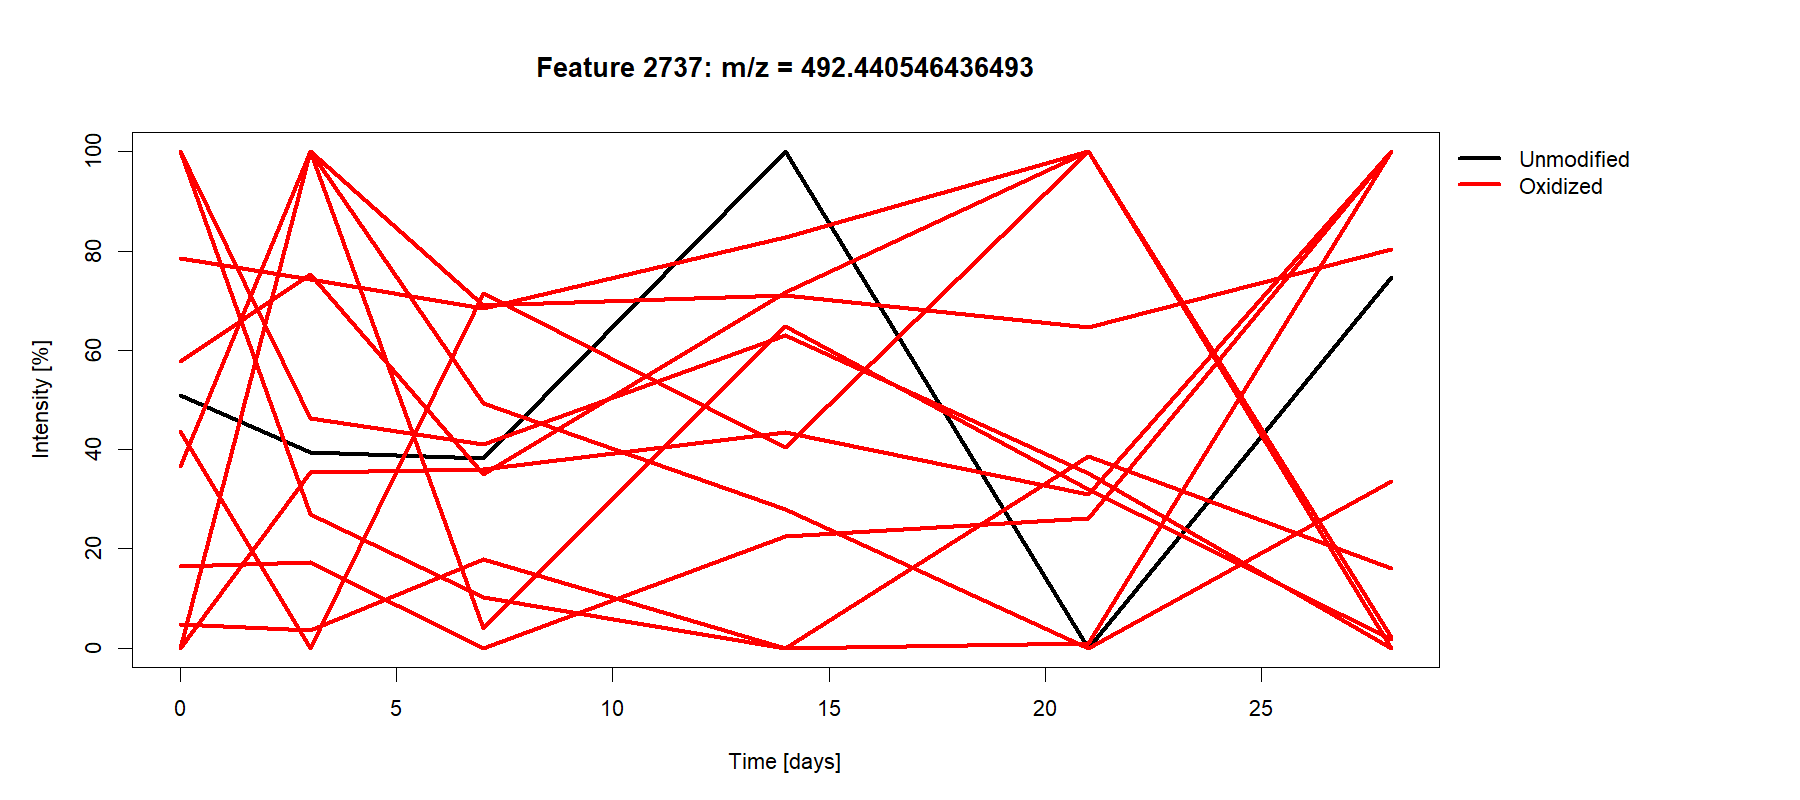 Feature 2737: m/z = 492.440546436493
Unmodified
Oxidized
Intensity [%]
100
80
60
40
20
0
0 5 10 15 20 25
Time [days]